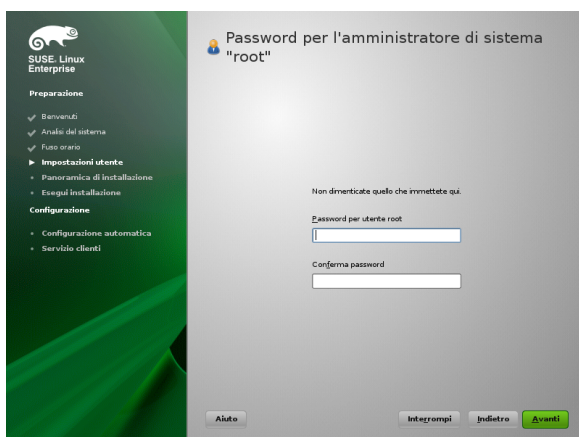 SUSE. Linux
Enterprise
Preparazione
Benvenuti
Analisi del sistema
Fuso orario
Impostazioni utente
Panoramica di installazione
Esegui installazione
Configurazione
Configurazione automatica
Servizio clienti
Password per l'amministratore di sistema
"root"
Non dimenticate quello che immettete qui.
Password per utente root
Conferma password
Aiuto
Interrompi
Indietro
Avanti